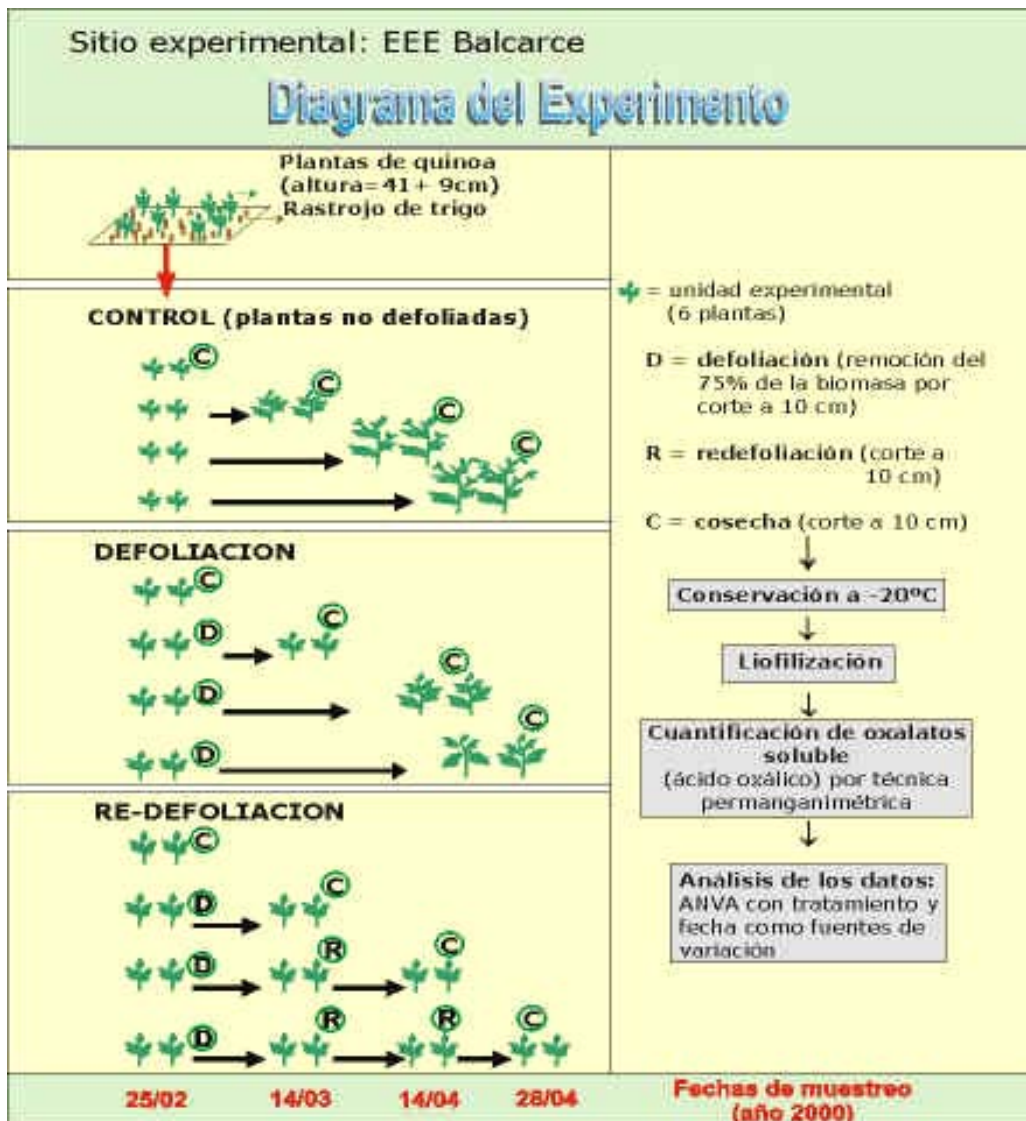 Sitio experimental: EEE Balcarce
Diagrama del Experimento
Plantas de quinoa
(altura=41+ 9cm)
Rastrojo de trigo
CONTROL (plantas no defoliadas)
C
C
C
C
DEFOLIACION
C
D
C
D
C
D
C
RE-DEFOLIACION
C
D
C
D
R
C
D
R
R
C
= unidad experimental
(6 plantas)
D = defoliación (remoción del
75% de la biomasa por
corte a 10 cm)
R = redefoliación (corte a
10 cm)
C = cosecha (corte a 10 cm)
Conservación a -20ºC
Liofilización
Cuantificación de oxalatos
soluble
(ácido oxálico) por técnica
permanganimétrica
Análisis de los datos:
ANVA con tratamiento y
fecha como fuentes de
variación
25/02 14/03 14/04 28/04
Fechas de muestreo
(año 2000)